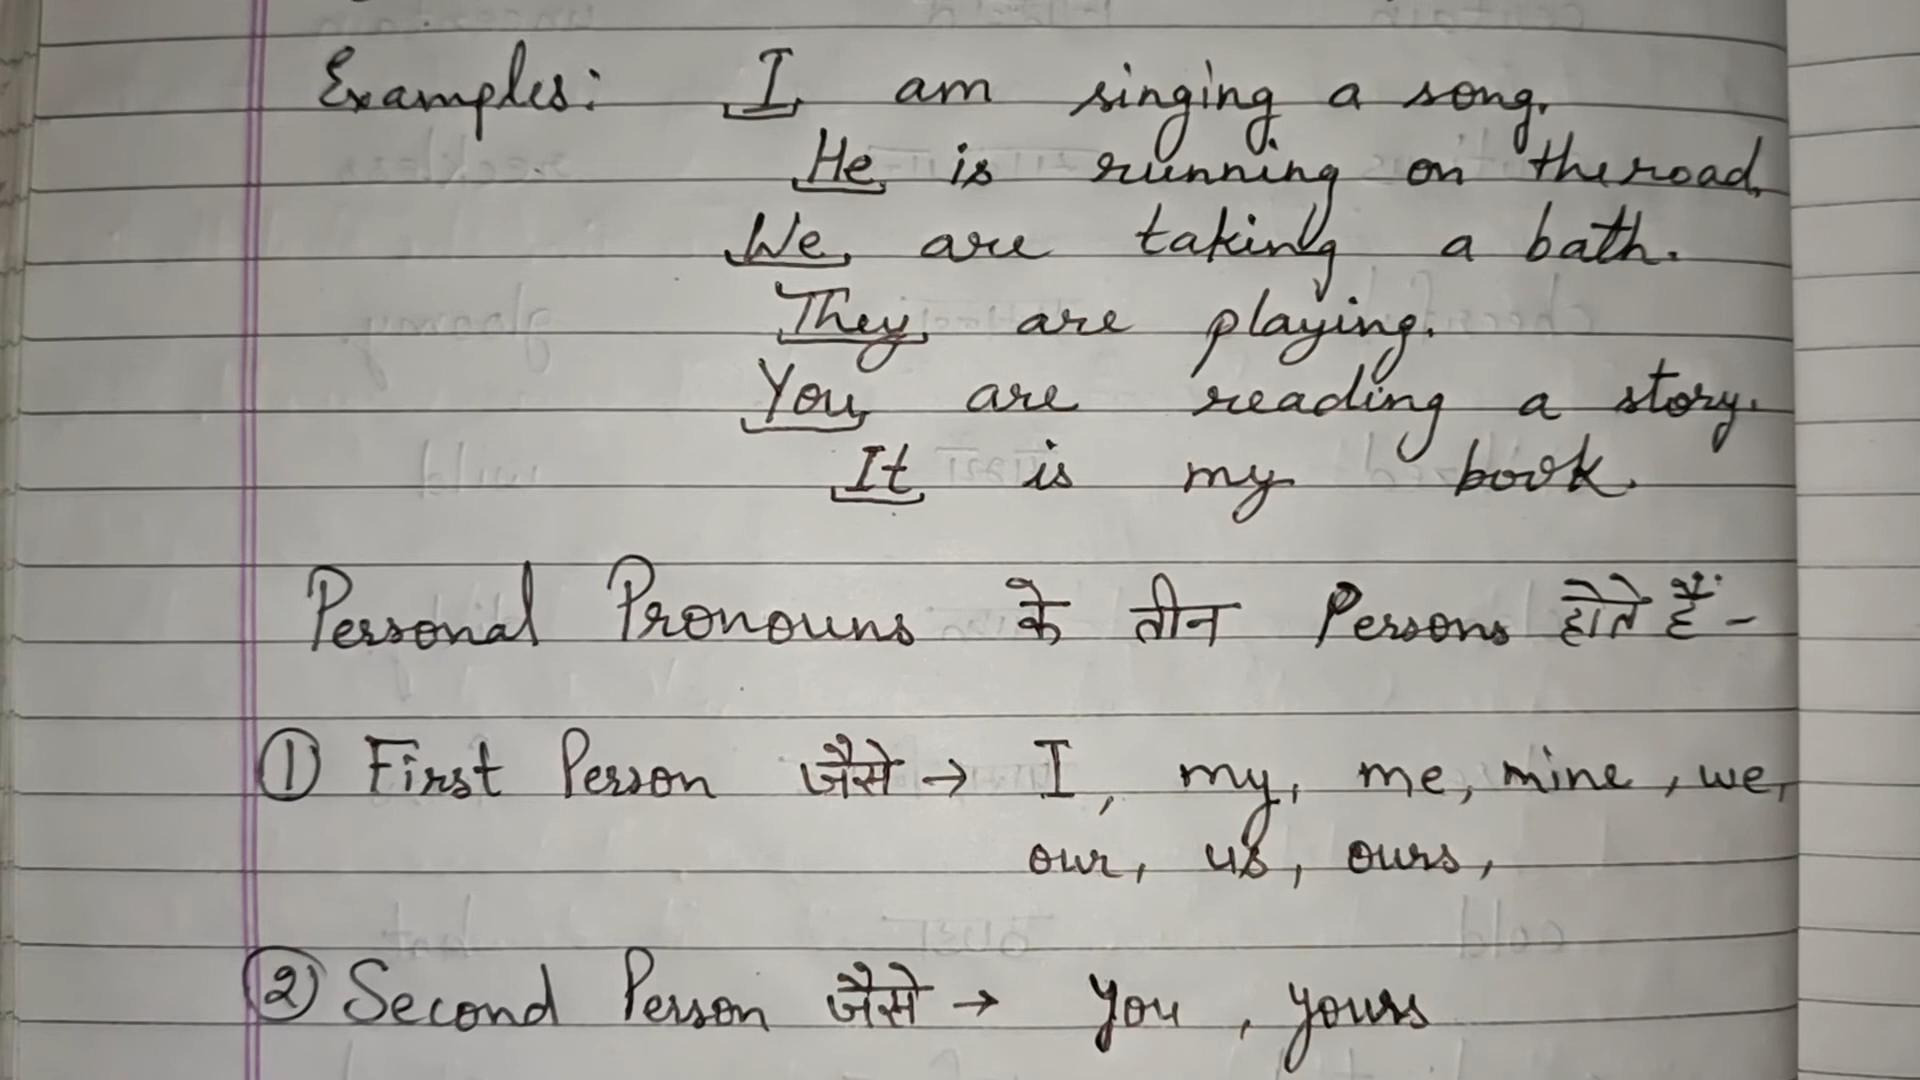 Examples: I am singing a song.
He is running on the road.
We are taking a bath.
They are playing.
You are reading a story.
It is my book.
Personal Pronouns के तीन Persons होते हैं -
① First Person जैसे → I, my, me, mine, we,
our, us, ours,
② Second Person जैसे → you, yours